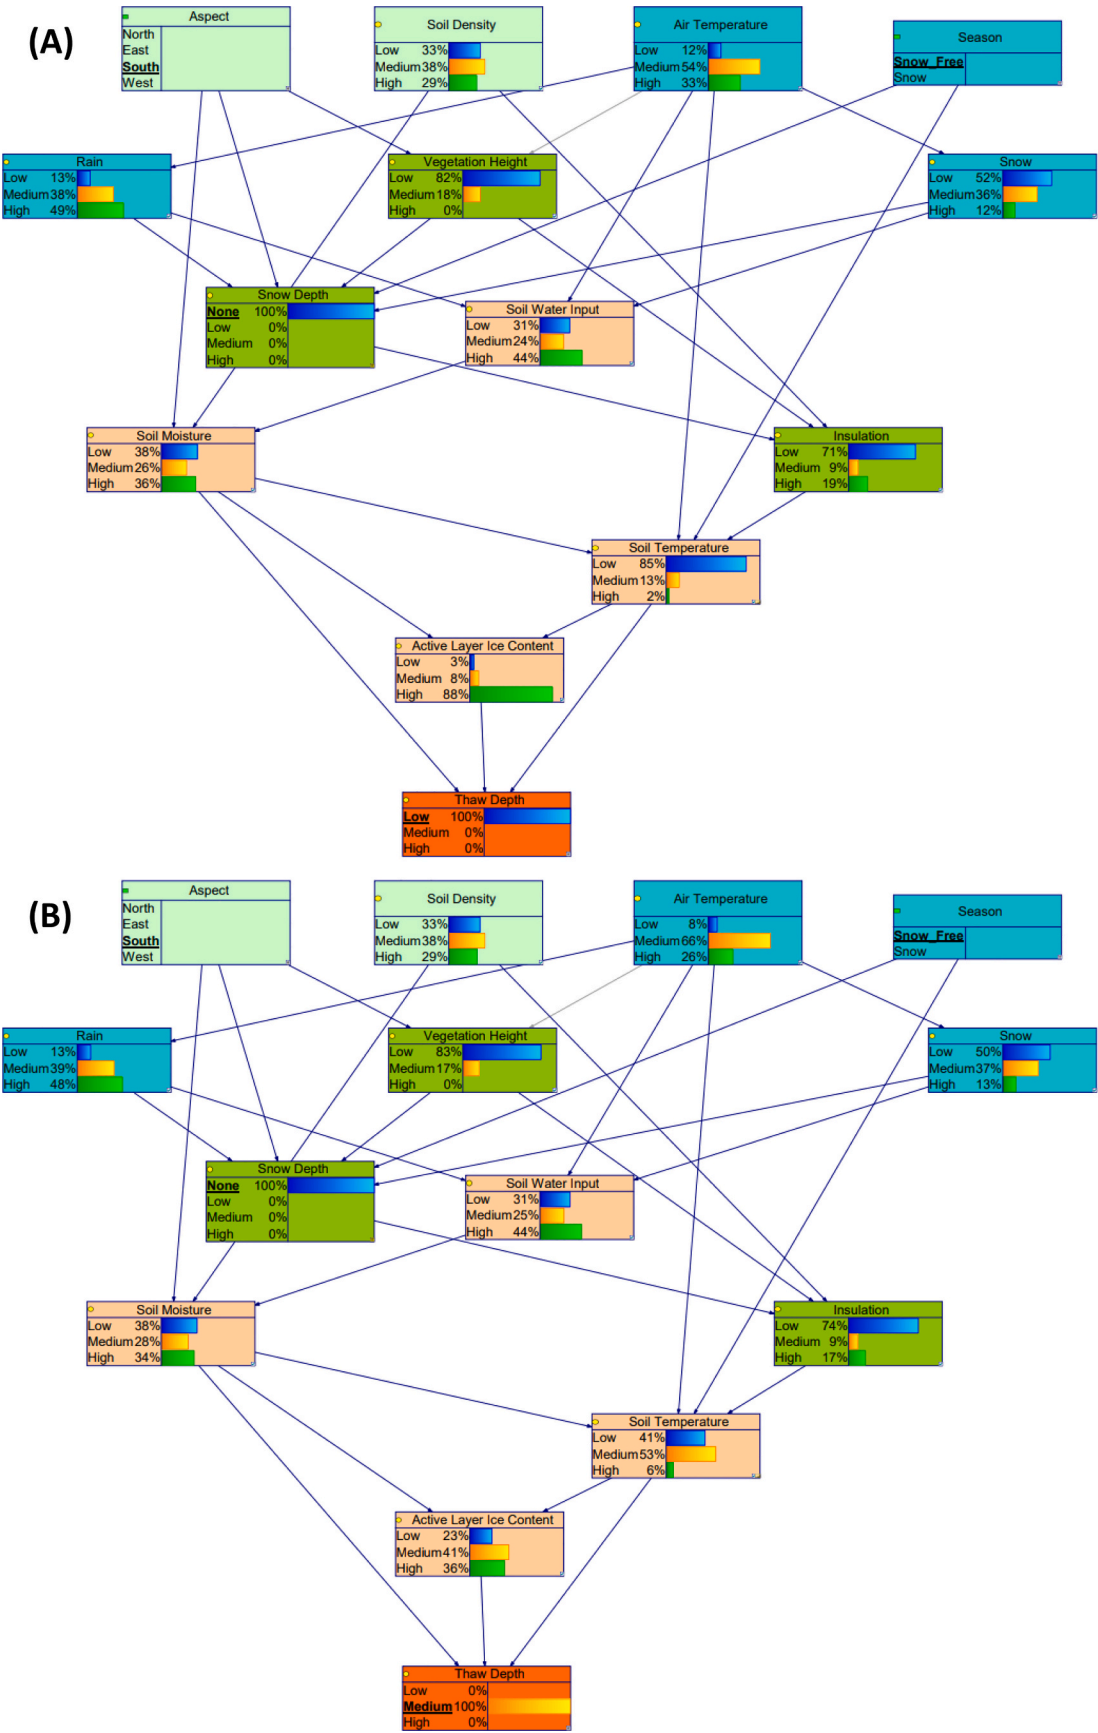 (A)
Aspect
North
East
South
West
Soil Density
Low 33%
Medium 38%
High 29%
Air Temperature
Low 12%
Medium 54%
High 33%
Season
Snow_Free
Snow
Rain
Low 13%
Medium 38%
High 49%
Vegetation Height
Low 82%
Medium 18%
High 0%
Snow
Low 52%
Medium 36%
High 12%
Snow Depth
None 100%
Low 0%
Medium 0%
High 0%
Soil Water Input
Low 31%
Medium 24%
High 44%
Soil Moisture
Low 38%
Medium 26%
High 36%
Insulation
Low 71%
Medium 9%
High 19%
Soil Temperature
Low 85%
Medium 13%
High 2%
Active Layer Ice Content
Low 3%
Medium 8%
High 88%
Thaw Depth
Low 100%
Medium 0%
High 0%
(B)
Aspect
North
East
South
West
Soil Density
Low 33%
Medium 38%
High 29%
Air Temperature
Low 8%
Medium 66%
High 26%
Season
Snow_Free
Snow
Rain
Low 13%
Medium 39%
High 48%
Vegetation Height
Low 83%
Medium 17%
High 0%
Snow
Low 50%
Medium 37%
High 13%
Snow Depth
None 100%
Low 0%
Medium 0%
High 0%
Soil Water Input
Low 31%
Medium 25%
High 44%
Soil Moisture
Low 38%
Medium 28%
High 34%
Insulation
Low 74%
Medium 9%
High 17%
Soil Temperature
Low 41%
Medium 53%
High 6%
Active Layer Ice Content
Low 23%
Medium 41%
High 36%
Thaw Depth
Low 0%
Medium 100%
High 0%